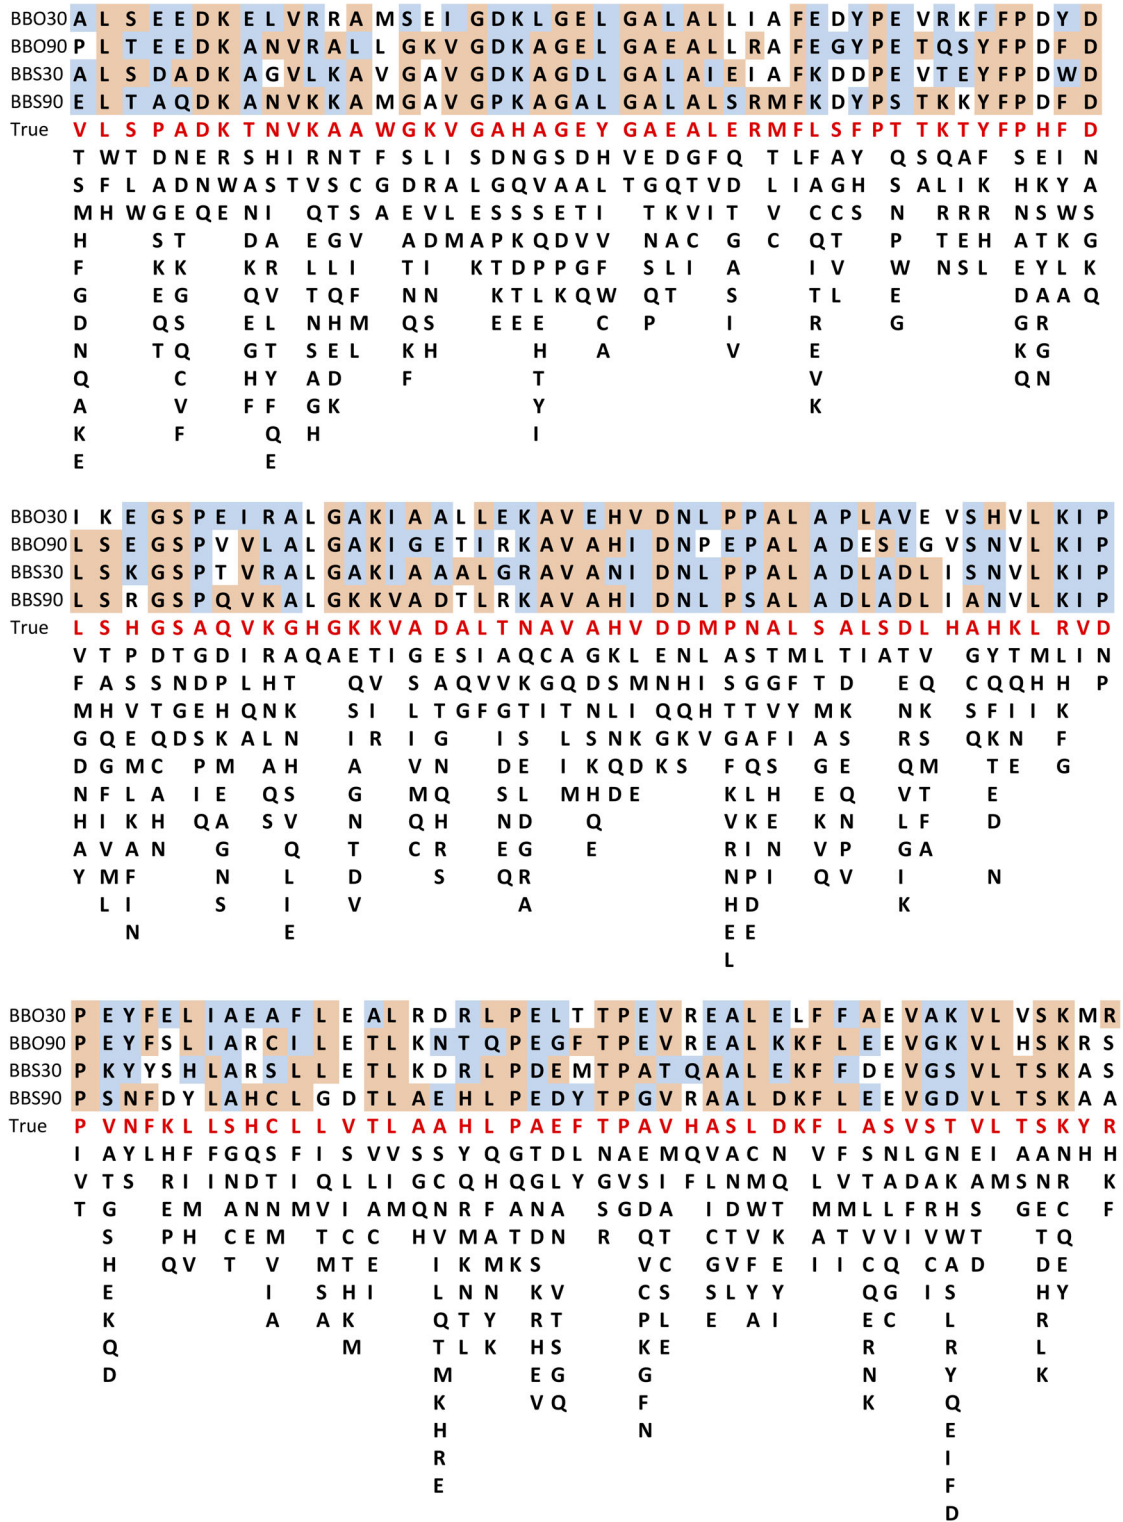 BBO30 A L S E E D K E L V R R A M S E I G D K L G E L G A L A L L I A F E D Y P E V R K F F P D Y D
BBO90 P L T E E D K A N V R A L L G K V G D K A G E L G A E A L L R A F E G Y P E T Q S Y F P D F D
BBS30 A L S D A D K A G V L K A V G A V G D K A G D L G A L A I E I A F K D D P E V T E Y F P D W D
BBS90 E L T A Q D K A N V K K A M G A V G P K A G A L G A L A L S R M F K D Y P S T K K Y F P D F D
True V L S P A D K T N V K A A W G K V G A H A G E Y G A E A L E R M F L S F P T T K T Y F P H F D
T W T D N E R S H I R N T F S L I S D N G S D H V E D G F Q T L F A Y Q S Q A F S E I N
S F L A D N W A S T V S C G D R A L G Q V A A L T G Q T V D L I A G H S A L I K H K Y A
M H W G E Q E N I Q T S A E V L E S S S E T I T K V I T V C C S N R R R N S W S
H S T D A E G V A D M A P K Q D V V N A C G C Q T P T E H A T K G
F K K K R L L I T I K T D P P G F S L I A I V W N S L E Y L K
G E G Q V T Q F N N K T L K Q W Q T S T L E D A A Q
D Q S E L N H M Q S E E E C P I R G G R
N T Q G T S E L K H H A V E K G
Q C H Y A D F T V Q N
A V F F G K Y K
K F Q H I
E E
BBO30 I K E G S P E I R A L G A K I A A L L E K A V E H V D N L P P A L A P L A V E V S H V L K I P
BBO90 L S E G S P V V L A L G A K I G E T I R K A V A H I D N P E P A L A D E S E G V S N V L K I P
BBS30 L S K G S P T V R A L G A K I A A A L G R A V A N I D N L P P A L A D L A D L I S N V L K I P
BBS90 L S R G S P Q V K A L G K K V A D T L R K A V A H I D N L P S A L A D L A D L I A N V L K I P
True L S H G S A Q V K G H G K K V A D A L T N A V A H V D D M P N A L S A L S D L H A H K L R V D
V T P D T G D I R A Q A E T I G E S I A Q C A G K L E N L A S T M L T I A T V G Y T M L I N
F A S S N D P L H T Q V S A Q V V K G Q D S M N H I S G G F T D E Q C Q Q H H P
M H V T G E H Q N K S I L T G F G T I T N L I Q Q H T T V Y M K N K S F I I K
G Q E Q D S K A L N I R I G I S L S N K G K V G A F I A S R S Q K N F
D G M C P M A H A V N D E I K Q D K S F Q S G E Q M T E G
N F L A I E Q S G M Q S L M H D E K L H E Q V T E
H I K H Q A S V N Q H N D Q V K E K N L F D
A V A N G Q T C R E G E R I N V P G A
Y M F N L D S Q R N P I Q V I N
L I S I V A H D K
N E E E
L
BBO30 P E Y F E L I A E A F L E A L R D R L P E L T T P E V R E A L E L F F A E V A K V L V S K M R
BBO90 P E Y F S L I A R C I L E T L K N T Q P E G F T P E V R E A L K K F L E E V G K V L H S K R S
BBS30 P K Y Y S H L A R S L L E T L K D R L P D E M T P A T Q A A L E K F F D E V G S V L T S K A S
BBS90 P S N F D Y L A H C L G D T L A E H L P E D Y T P G V R A A L D K F L E E V G D V L T S K A A
True P V N F K L L S H C L L V T L A A H L P A E F T P A V H A S L D K F L A S V S T V L T S K Y R
I A Y L H F F G Q S F I S V V S S Y Q G T D L N A E M Q V A C N V F S N L G N E I A A N H H
V T S R I I N D T I Q L L I G C Q H Q G L Y G V S I F L N M Q L V T A D A K A M S N R K
T G E M A N N M V I A M Q N R F A N A S G D A I D W T M M L L F R H S G E C F
S P H C E M T C C H V M A T D N R Q T C T V K A T V V I V W T T Q
H Q V T V M T E I K M K S V C G V F E I I C Q C A D D E
E I S H I L N N K V C S S L Y Y Q G I S H Y
K A A K Q T Y R T P L E A I E C L R
Q M T L K H S K E R R L
D M E G G N Y K
K V Q F K Q
H N E
R I
E F
D